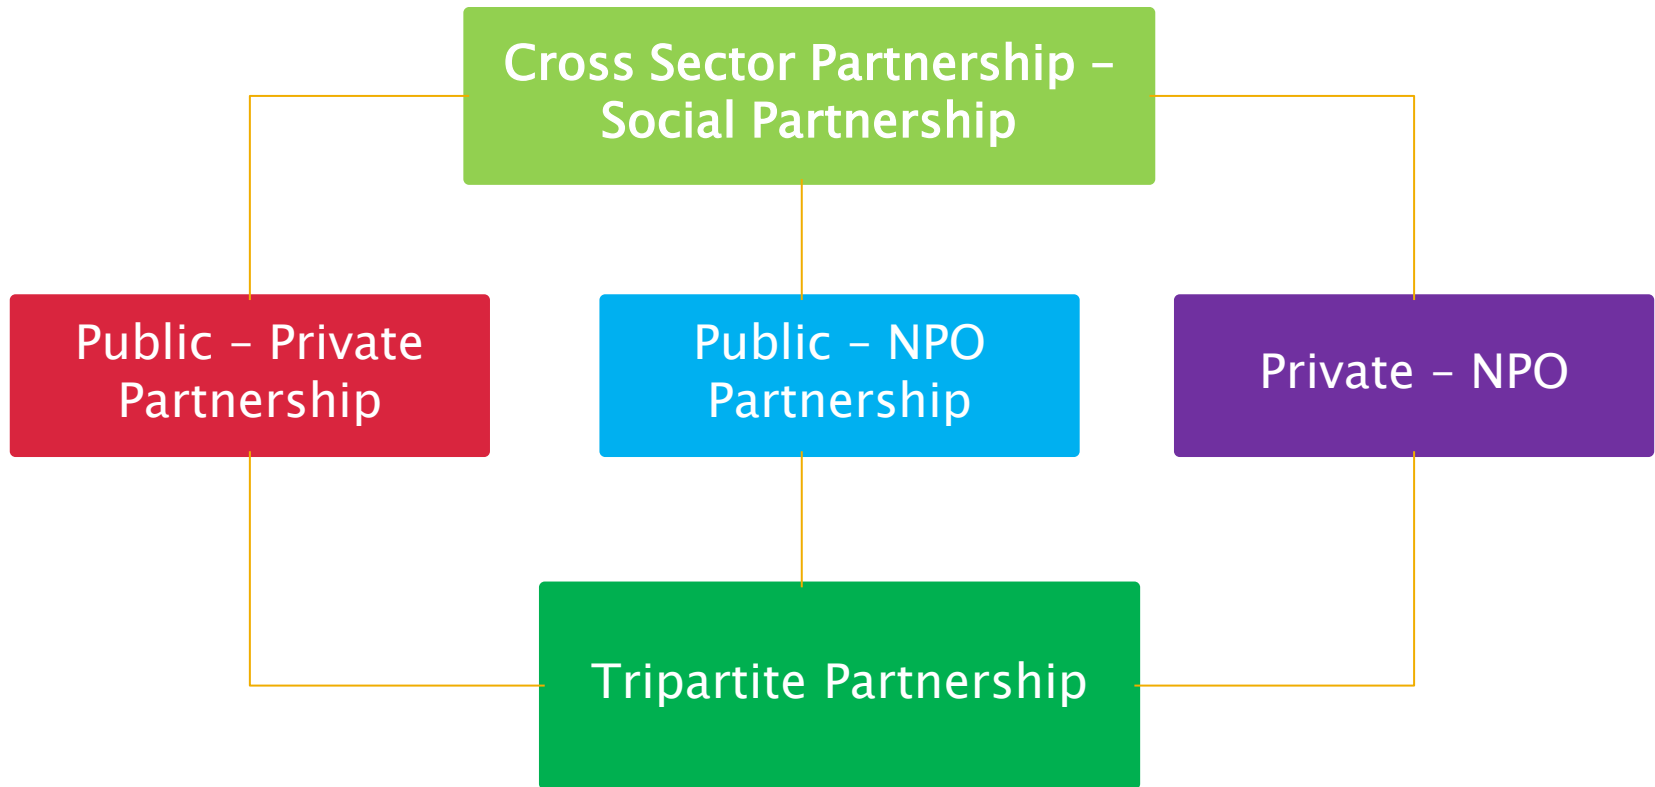 Cross Sector Partnership –
Social Partnership
Public – Private
Partnership
Public – NPO
Partnership
Private – NPO
Tripartite Partnership